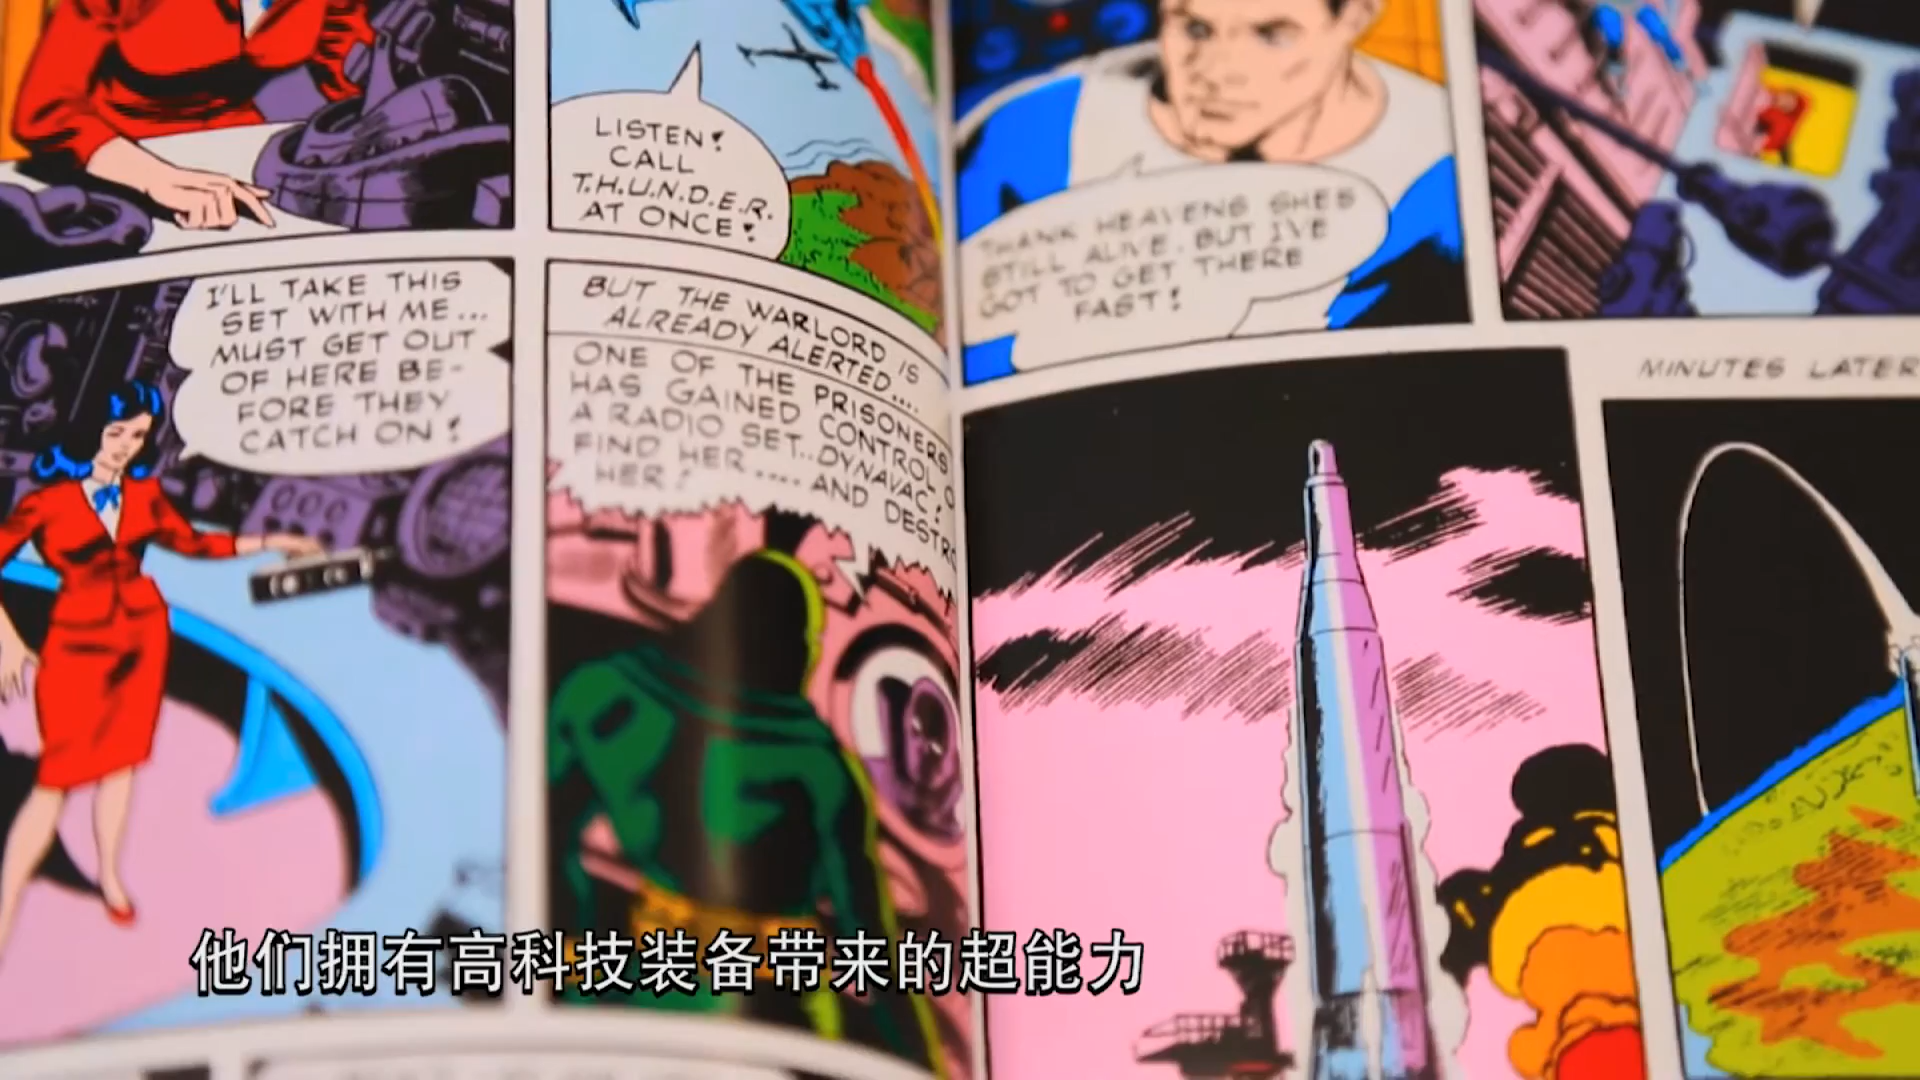 LISTEN!
CALL
T.H.U.N.D.E.R.
AT ONCE!
I'LL TAKE THIS
SET WITH ME...
MUST GET OUT
OF HERE BE-
FORE THEY
CATCH ON!
BUT THE WARLORD IS
ALREADY ALERTED....
ONE OF THE PRISONERS
HAS GAINED CONTROL O
A RADIO SET..DYNAVAC!
FIND HER....AND DESTRO
HER!
THANK HEAVENS SHE'S
STILL ALIVE. BUT I'VE
GOT TO GET THERE
FAST!
MINUTES LATER
他们拥有高科技装备带来的超能力